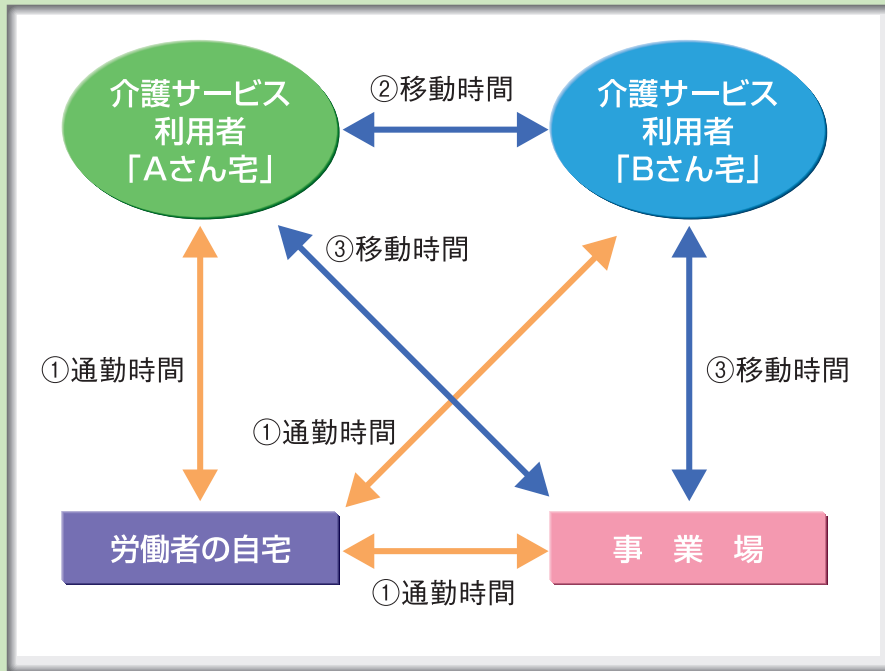 介護サービス
利用者
「Aさん宅」
②移動時間
介護サービス
利用者
「Bさん宅」
③移動時間
①通勤時間
③移動時間
①通勤時間
労働者の自宅
事　業　場
①通勤時間